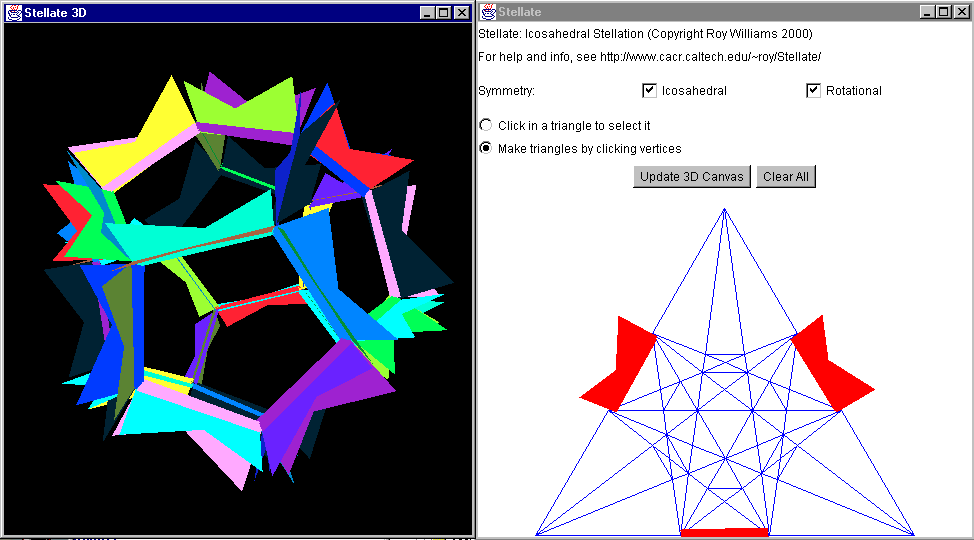 Stellate 3D
Stellate
Stellate: Icosahedral Stellation (Copyright Roy Williams 2000)
For help and info, see http://www.cacr.caltech.edu/~roy/Stellate/
Symmetry: Icosahedral Rotational
Click in a triangle to select it
Make triangles by clicking vertices
Update 3D Canvas Clear All